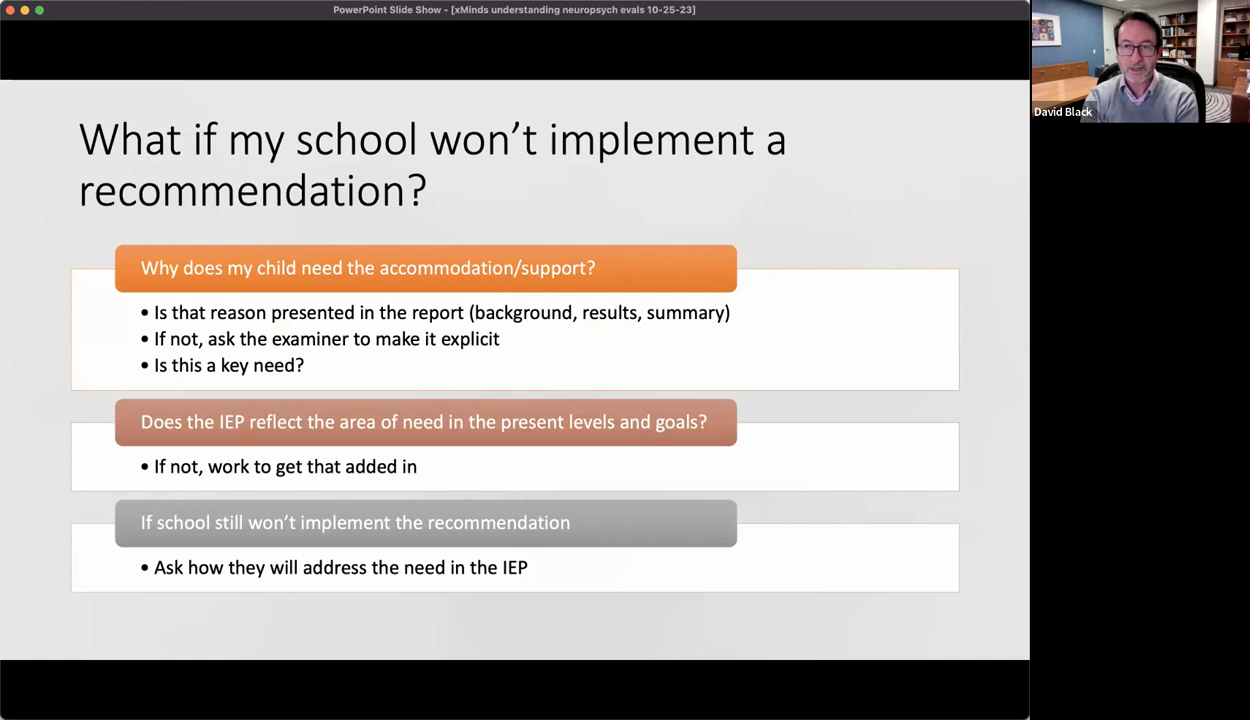 PowerPoint Slide Show - [xMinds understanding neuropsych evals 10-25-23]
David Black
What if my school won’t implement a
recommendation?
Why does my child need the accommodation/support?
• Is that reason presented in the report (background, results, summary)
• If not, ask the examiner to make it explicit
• Is this a key need?
Does the IEP reflect the area of need in the present levels and goals?
• If not, work to get that added in
If school still won’t implement the recommendation
• Ask how they will address the need in the IEP